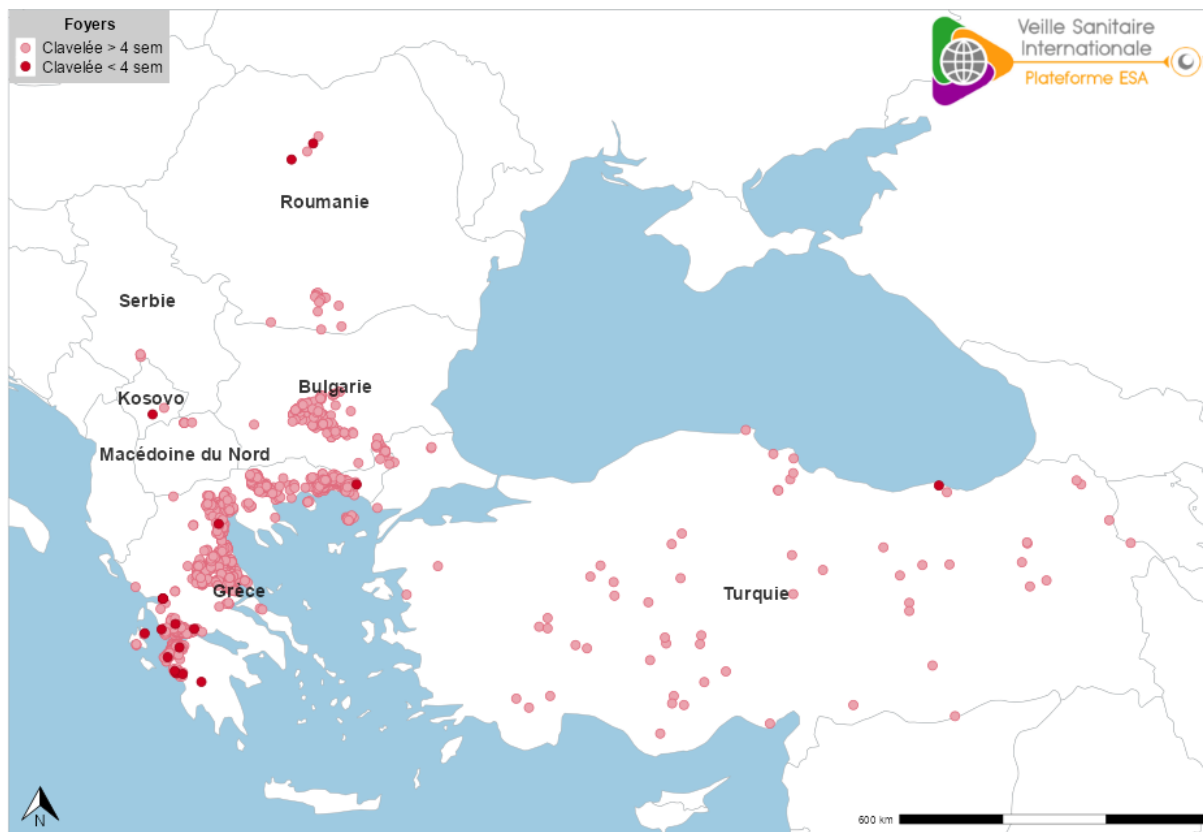 Foyers
Clavelée > 4 sem
Clavelée < 4 sem
Veille Sanitaire
Internationale
Plateforme ESA
Roumanie
Serbie
Bulgarie
Kosovo
Macédoine du Nord
Grèce
Turquie
N
600 km